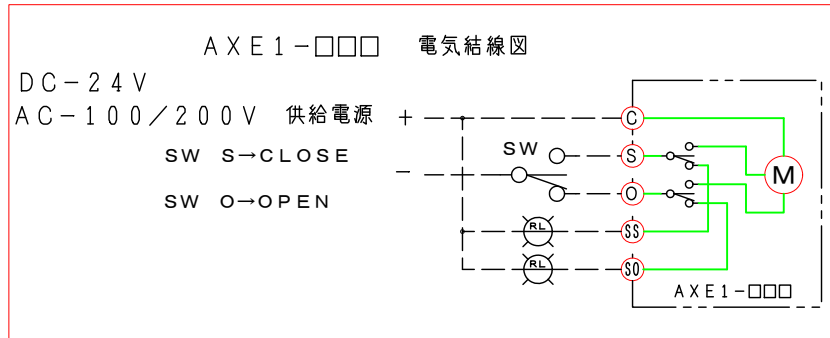 AXE1-□□□ 電気結線図
DC-24V
AC-100/200V 供給電源 +
C
SW S→CLOSE
SW
S
-
M
SW O→OPEN
O
RL
SS
RL
SO
AXE1-□□□